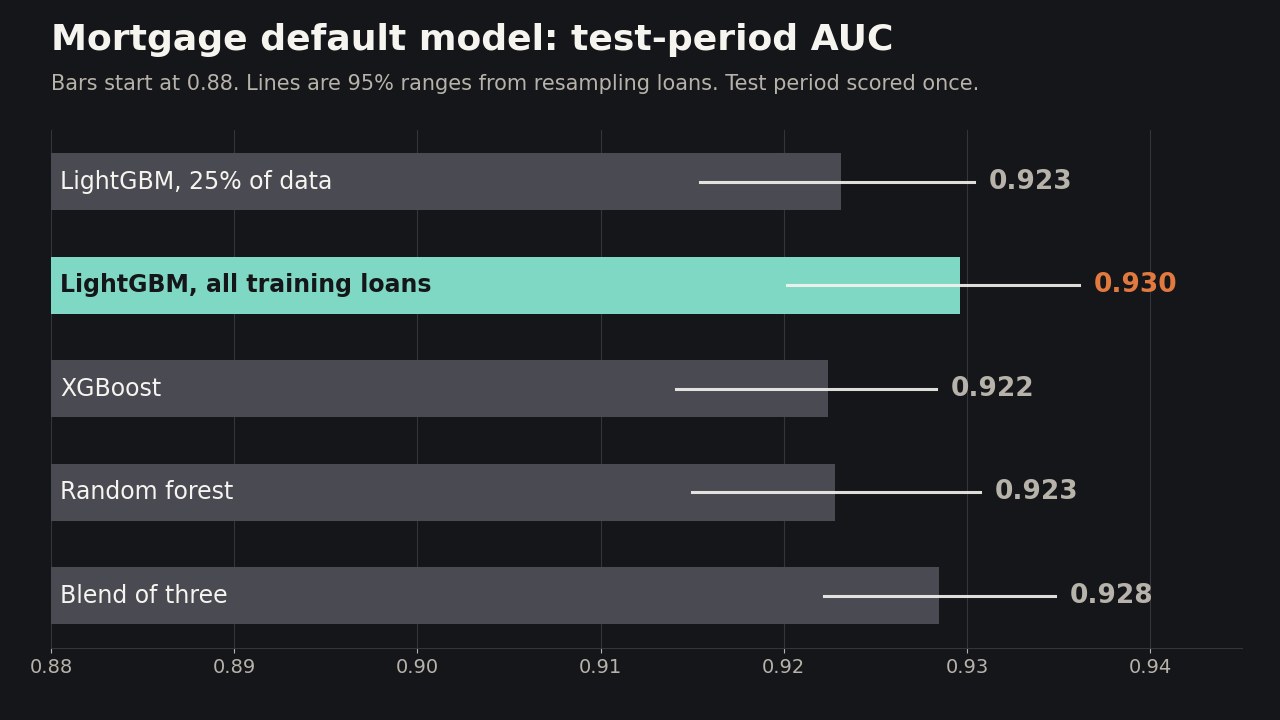 Mortgage default model: test-period AUC
Bars start at 0.88. Lines are 95% ranges from resampling loans. Test period scored once.
LightGBM, 25% of data 0.923
LightGBM, all training loans 0.930
XGBoost 0.922
Random forest 0.923
Blend of three 0.928
0.88 0.89 0.90 0.91 0.92 0.93 0.94